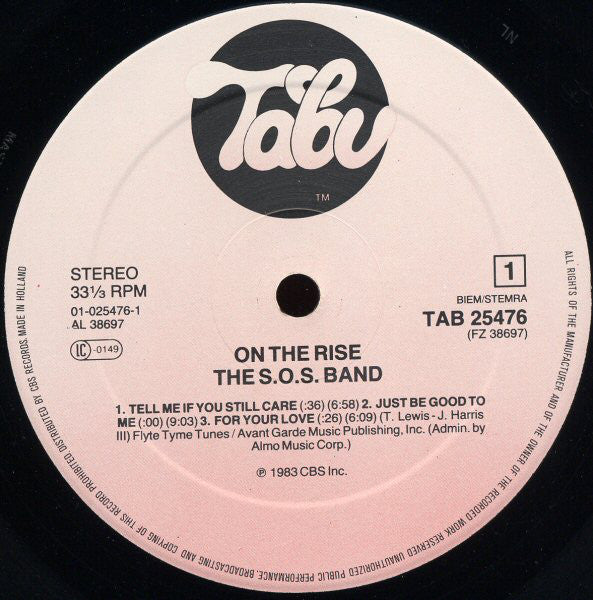 Tabu
TM
STEREO
33⅓ RPM
01-025476-1
AL 38697
LC-0149
1
BIEM/STEMRA
TAB 25476
(FZ 38697)
ON THE RISE
THE S.O.S. BAND
1. TELL ME IF YOU STILL CARE (:36) (6:58) 2. JUST BE GOOD TO
ME (:00) (9:03) 3. FOR YOUR LOVE (:26) (6:09) (T. Lewis - J. Harris
III) Flyte Tyme Tunes / Avant Garde Music Publishing, Inc. (Admin. by
Almo Music Corp.)
℗ 1983 CBS Inc.
ALL RIGHTS OF THE MANUFACTURER AND OF THE OWNER OF THE RECORDED WORK RESERVED UNAUTHORIZED PUBLIC PERFORMANCE, BROADCASTING AND COPYING OF THIS RECORD PROHIBITED DISTRIBUTED BY CBS RECORDS. MADE IN HOLLAND
NL